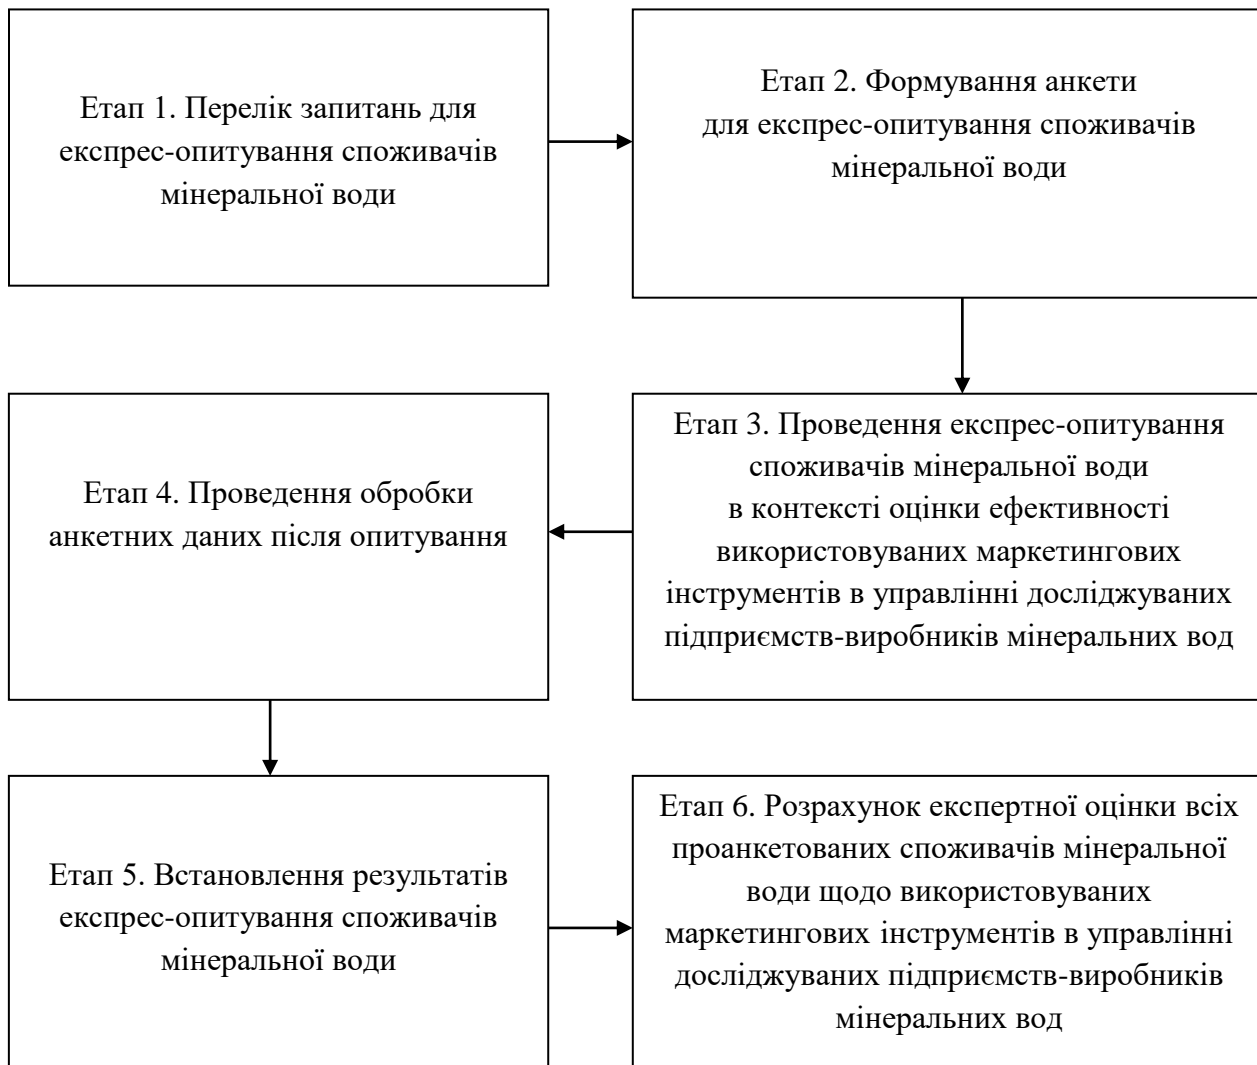 Етап 1. Перелік запитань для
експрес-опитування споживачів
мінеральної води
Етап 2. Формування анкети
для експрес-опитування споживачів
мінеральної води
Етап 3. Проведення експрес-опитування
споживачів мінеральної води
в контексті оцінки ефективності
використовуваних маркетингових
інструментів в управлінні досліджуваних
підприємств-виробників мінеральних вод
Етап 4. Проведення обробки
анкетних даних після опитування
Етап 5. Встановлення результатів
експрес-опитування споживачів
мінеральної води
Етап 6. Розрахунок експертної оцінки всіх
проанкетованих споживачів мінеральної
води щодо використовуваних
маркетингових інструментів в управлінні
досліджуваних підприємств-виробників
мінеральних вод